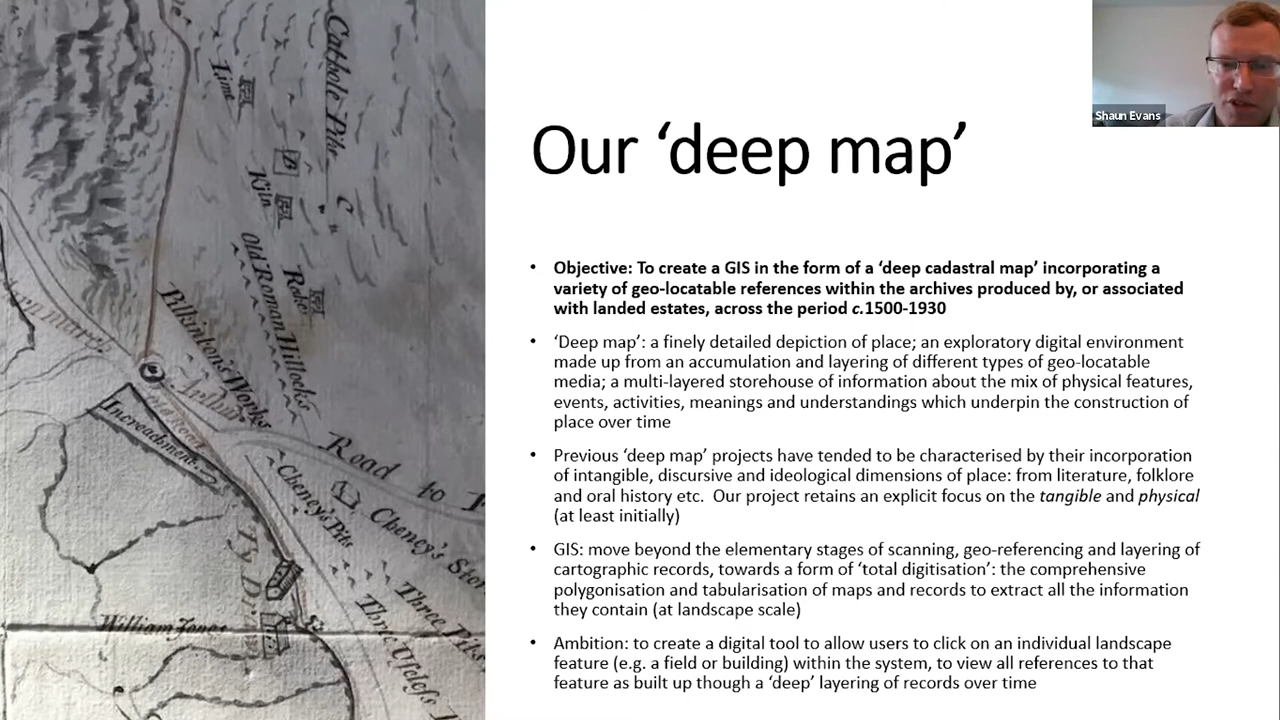 Shaun Evans
Our ‘deep map’
• Objective: To create a GIS in the form of a ‘deep cadastral map’ incorporating a
variety of geo-locatable references within the archives produced by, or associated
with landed estates, across the period c.1500-1930
• ‘Deep map’: a finely detailed depiction of place; an exploratory digital environment
made up from an accumulation and layering of different types of geo-locatable
media; a multi-layered storehouse of information about the mix of physical features,
events, activities, meanings and understandings which underpin the construction of
place over time
• Previous ‘deep map’ projects have tended to be characterised by their incorporation
of intangible, discursive and ideological dimensions of place: from literature, folklore
and oral history etc.  Our project retains an explicit focus on the tangible and physical
(at least initially)
• GIS: move beyond the elementary stages of scanning, geo-referencing and layering of
cartographic records, towards a form of ‘total digitisation’: the comprehensive
polygonisation and tabularisation of maps and records to extract all the information
they contain (at landscape scale)
• Ambition: to create a digital tool to allow users to click on an individual landscape
feature (e.g. a field or building) within the system, to view all references to that
feature as built up though a ‘deep’ layering of records over time
Lime
Kiln
B
C
Old Roman Hillocks
Pilkinton's Works
Increachment
Road to
Cheney's Pitts
Cheney's
Three
William Jones